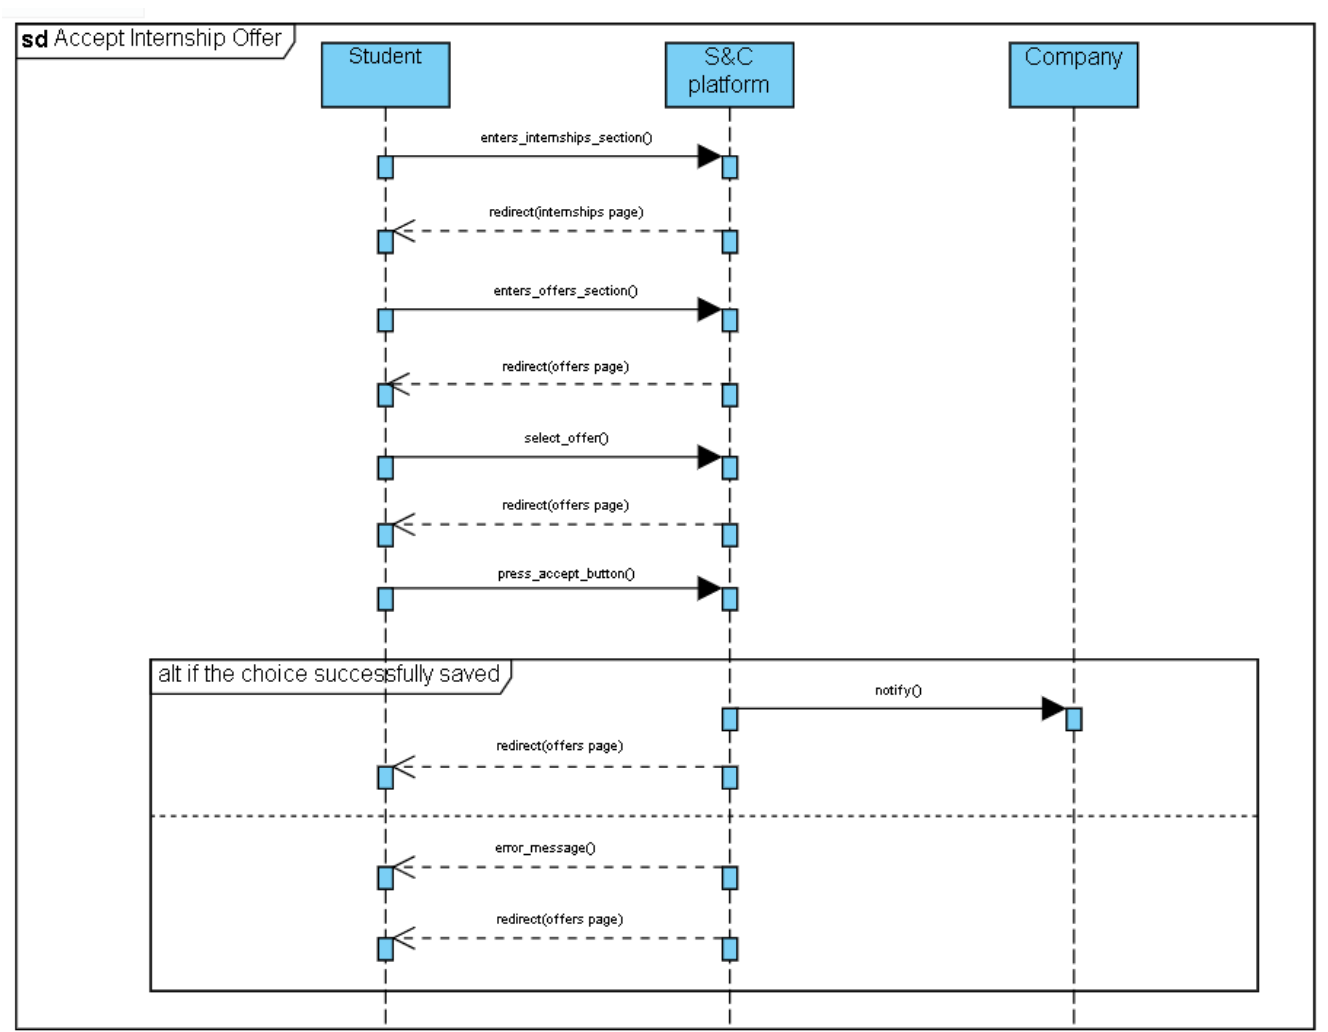 sd Accept Internship Offer
Student
S&C
platform
Company
enters_internships_section()
redirect(internships page)
enters_offers_section()
redirect(offers page)
select_offer()
redirect(offers page)
press_accept_button()
alt if the choice successfully saved
notify()
redirect(offers page)
error_message()
redirect(offers page)